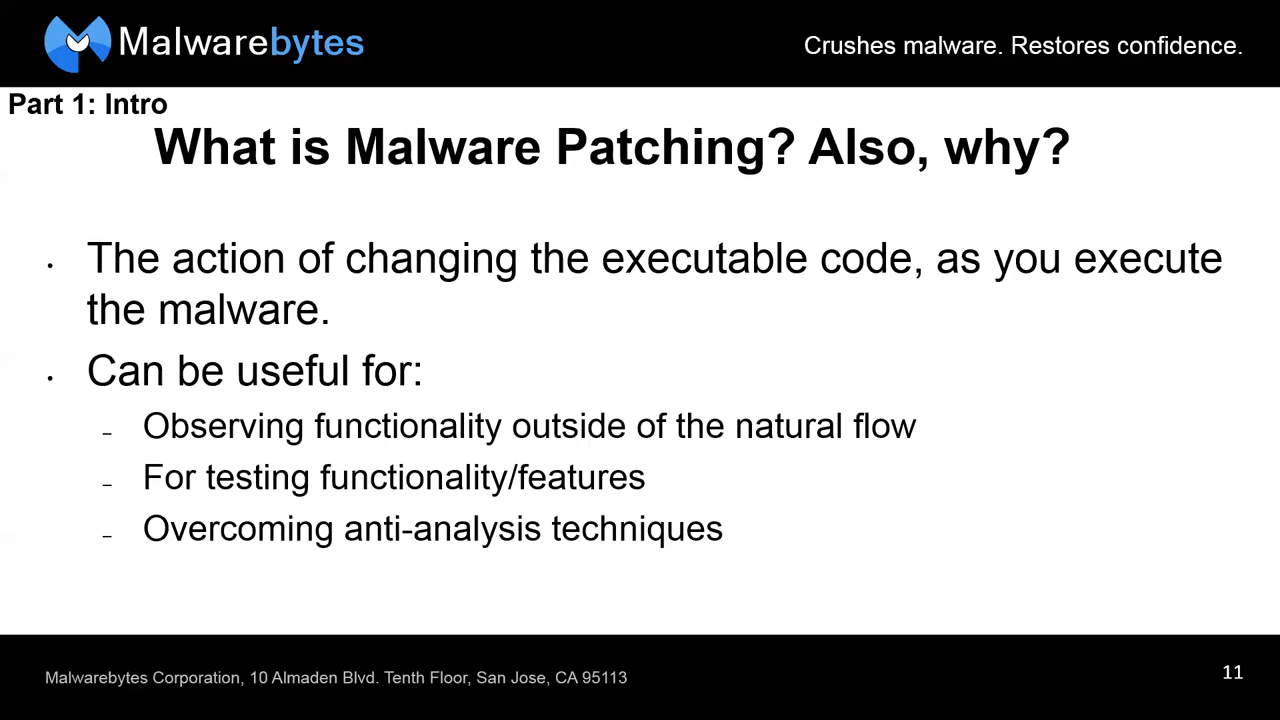 Malwarebytes
Crushes malware. Restores confidence.
Part 1: Intro
What is Malware Patching? Also, why?
· The action of changing the executable code, as you execute
the malware.
· Can be useful for:
– Observing functionality outside of the natural flow
– For testing functionality/features
– Overcoming anti-analysis techniques
Malwarebytes Corporation, 10 Almaden Blvd. Tenth Floor, San Jose, CA 95113
11